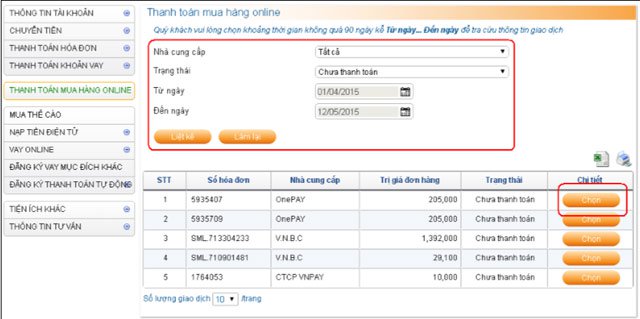 THÔNG TIN TÀI KHOẢN
CHUYỂN TIỀN
THANH TOÁN HÓA ĐƠN
THANH TOÁN KHOẢN VAY
THANH TOÁN MUA HÀNG ONLINE
MUA THẺ CÀO
NẠP TIỀN ĐIỆN TỬ
VAY ONLINE
ĐĂNG KÝ VAY MỤC ĐÍCH KHÁC
ĐĂNG KÝ THANH TOÁN TỰ ĐỘNG
TIỆN ÍCH KHÁC
THÔNG TIN TƯ VẤN
Thanh toán mua hàng online
Quý khách vui lòng chọn khoảng thời gian không quá 90 ngày kể Từ ngày... Đến ngày để tra cứu thông tin giao dịch
Nhà cung cấp Tất cả
Trạng thái Chưa thanh toán
Từ ngày 01/04/2015
Đến ngày 12/05/2015
Liệt kê Làm lại
STT Số hóa đơn Nhà cung cấp Trị giá đơn hàng Trạng thái Chi tiết
1 5935407 OnePAY 205,000 Chưa thanh toán Chọn
2 5935709 OnePAY 205,000 Chưa thanh toán Chọn
3 SML.713304233 V.N.B.C 1,392,000 Chưa thanh toán Chọn
4 SML.710901481 V.N.B.C 29,100 Chưa thanh toán Chọn
5 1764053 CTCP VNPAY 10,000 Chưa thanh toán Chọn
Số lượng giao dịch 10 /trang